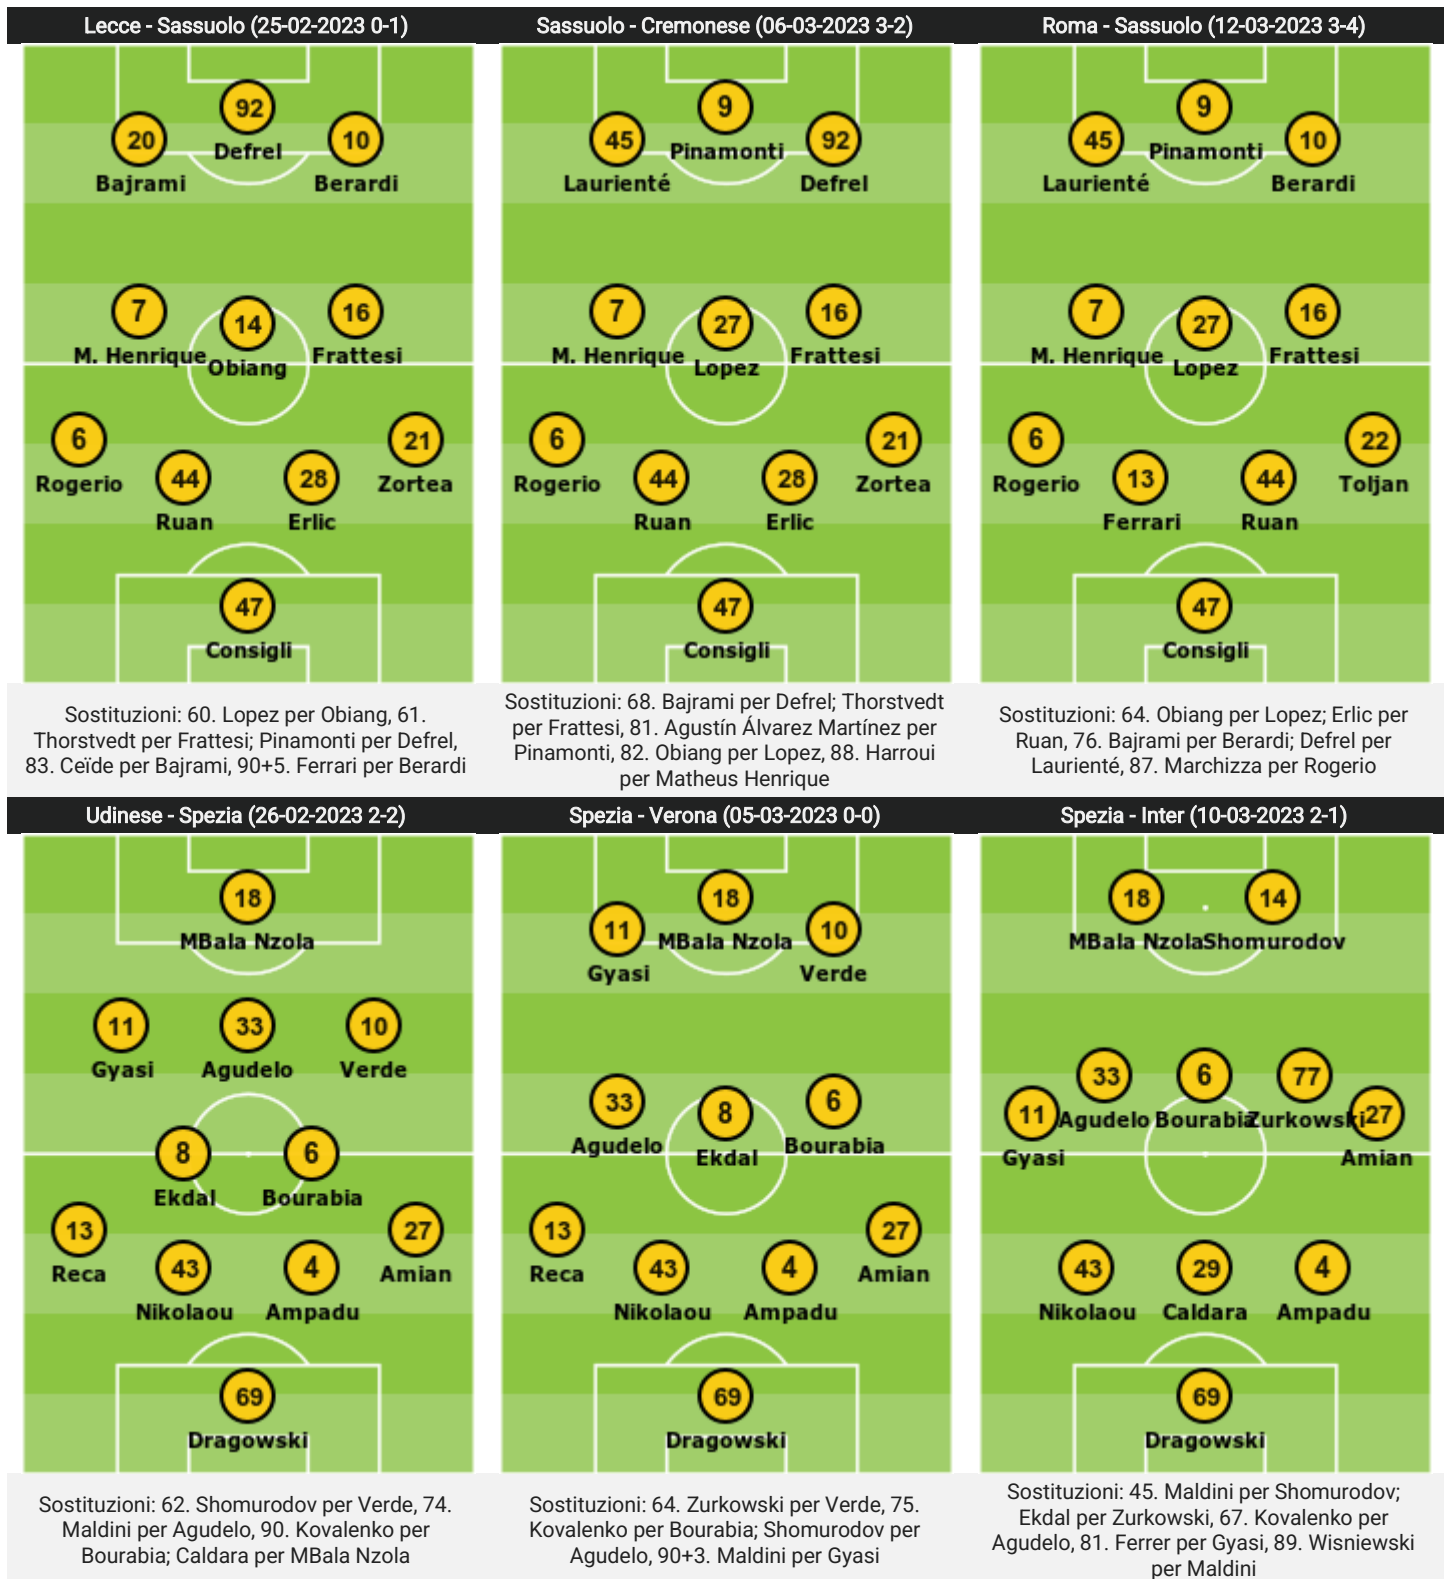 Lecce - Sassuolo (25-02-2023 0-1)
92
Defrel
20
10
Bajrami
Berardi
7
14
16
M. Henrique
Obiang
Frattesi
6
21
Rogerio
Zortea
44
28
Ruan
Erlic
47
Consigli
Sostituzioni: 60. Lopez per Obiang, 61.
Thorstvedt per Frattesi; Pinamonti per Defrel,
83. Ceïde per Bajrami, 90+5. Ferrari per Berardi
Sassuolo - Cremonese (06-03-2023 3-2)
9
Pinamonti
45
92
Laurienté
Defrel
7
27
16
M. Henrique
Lopez
Frattesi
6
21
Rogerio
Zortea
44
28
Ruan
Erlic
47
Consigli
Sostituzioni: 68. Bajrami per Defrel; Thorstvedt
per Frattesi, 81. Agustín Álvarez Martínez per
Pinamonti, 82. Obiang per Lopez, 88. Harroui
per Matheus Henrique
Roma - Sassuolo (12-03-2023 3-4)
9
Pinamonti
45
10
Laurienté
Berardi
7
27
16
M. Henrique
Lopez
Frattesi
6
22
Rogerio
Toljan
13
44
Ferrari
Ruan
47
Consigli
Sostituzioni: 64. Obiang per Lopez; Erlic per
Ruan, 76. Bajrami per Berardi; Defrel per
Laurienté, 87. Marchizza per Rogerio
Udinese - Spezia (26-02-2023 2-2)
18
MBala Nzola
11
33
10
Gyasi
Agudelo
Verde
8
6
Ekdal
Bourabia
13
27
Reca
Amian
43
4
Nikolaou
Ampadu
69
Dragowski
Sostituzioni: 62. Shomurodov per Verde, 74.
Maldini per Agudelo, 90. Kovalenko per
Bourabia; Caldara per MBala Nzola
Spezia - Verona (05-03-2023 0-0)
18
MBala Nzola
11
10
Gyasi
Verde
33
8
6
Agudelo
Ekdal
Bourabia
13
27
Reca
Amian
43
4
Nikolaou
Ampadu
69
Dragowski
Sostituzioni: 64. Zurkowski per Verde, 75.
Kovalenko per Bourabia; Shomurodov per
Agudelo, 90+3. Maldini per Gyasi
Spezia - Inter (10-03-2023 2-1)
18
14
MBala Nzola
Shomurodov
33
6
77
11
27
Agudelo
Bourabia
Zurkowski
Gyasi
Amian
43
29
4
Nikolaou
Caldara
Ampadu
69
Dragowski
Sostituzioni: 45. Maldini per Shomurodov;
Ekdal per Zurkowski, 67. Kovalenko per
Agudelo, 81. Ferrer per Gyasi, 89. Wisniewski
per Maldini